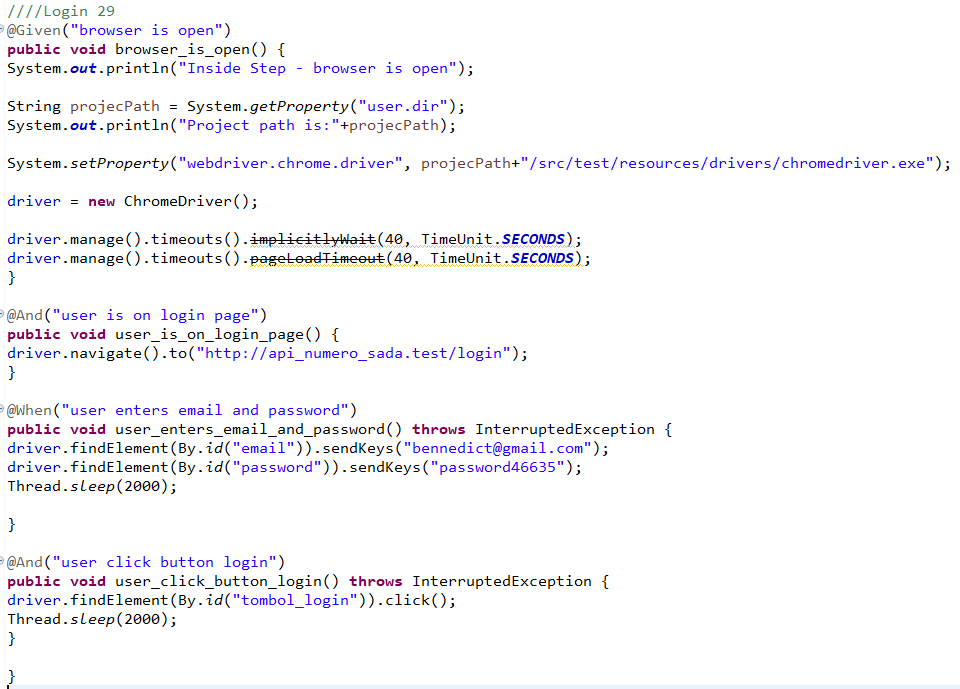 ////Login 29
@Given("browser is open")
public void browser_is_open() {
System.out.println("Inside Step - browser is open");
String projecPath = System.getProperty("user.dir");
System.out.println("Project path is:"+projecPath);
System.setProperty("webdriver.chrome.driver", projecPath+"/src/test/resources/drivers/chromedriver.exe");
driver = new ChromeDriver();
driver.manage().timeouts().implicitlyWait(40, TimeUnit.SECONDS);
driver.manage().timeouts().pageLoadTimeout(40, TimeUnit.SECONDS);
}
@And("user is on login page")
public void user_is_on_login_page() {
driver.navigate().to("http://api_numero_sada.test/login");
}
@When("user enters email and password")
public void user_enters_email_and_password() throws InterruptedException {
driver.findElement(By.id("email")).sendKeys("bennedict@gmail.com");
driver.findElement(By.id("password")).sendKeys("password46635");
Thread.sleep(2000);
}
@And("user click button login")
public void user_click_button_login() throws InterruptedException {
driver.findElement(By.id("tombol_login")).click();
Thread.sleep(2000);
}
}